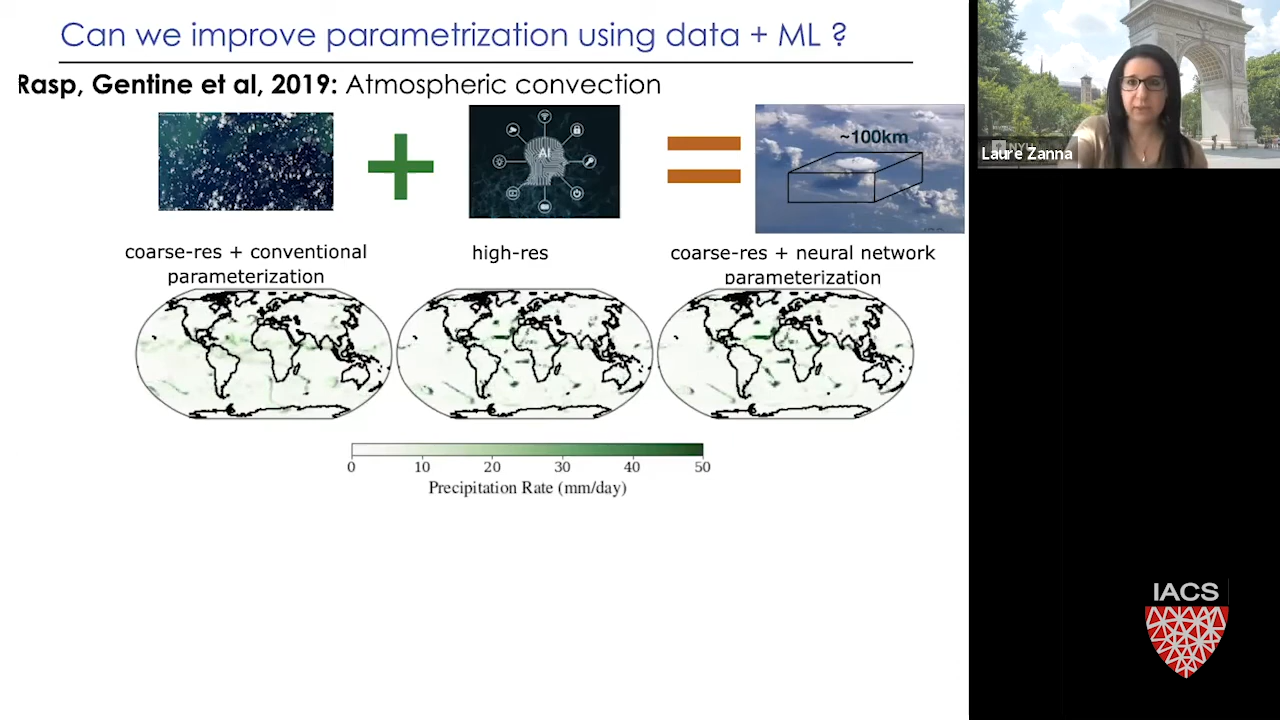 Can we improve parametrization using data + ML ?
Rasp, Gentine et al, 2019: Atmospheric convection
AI
~100km
coarse-res + conventional
parameterization
high-res
coarse-res + neural network
parameterization
0 10 20 30 40 50
Precipitation Rate (mm/day)
Laure Zanna
IACS